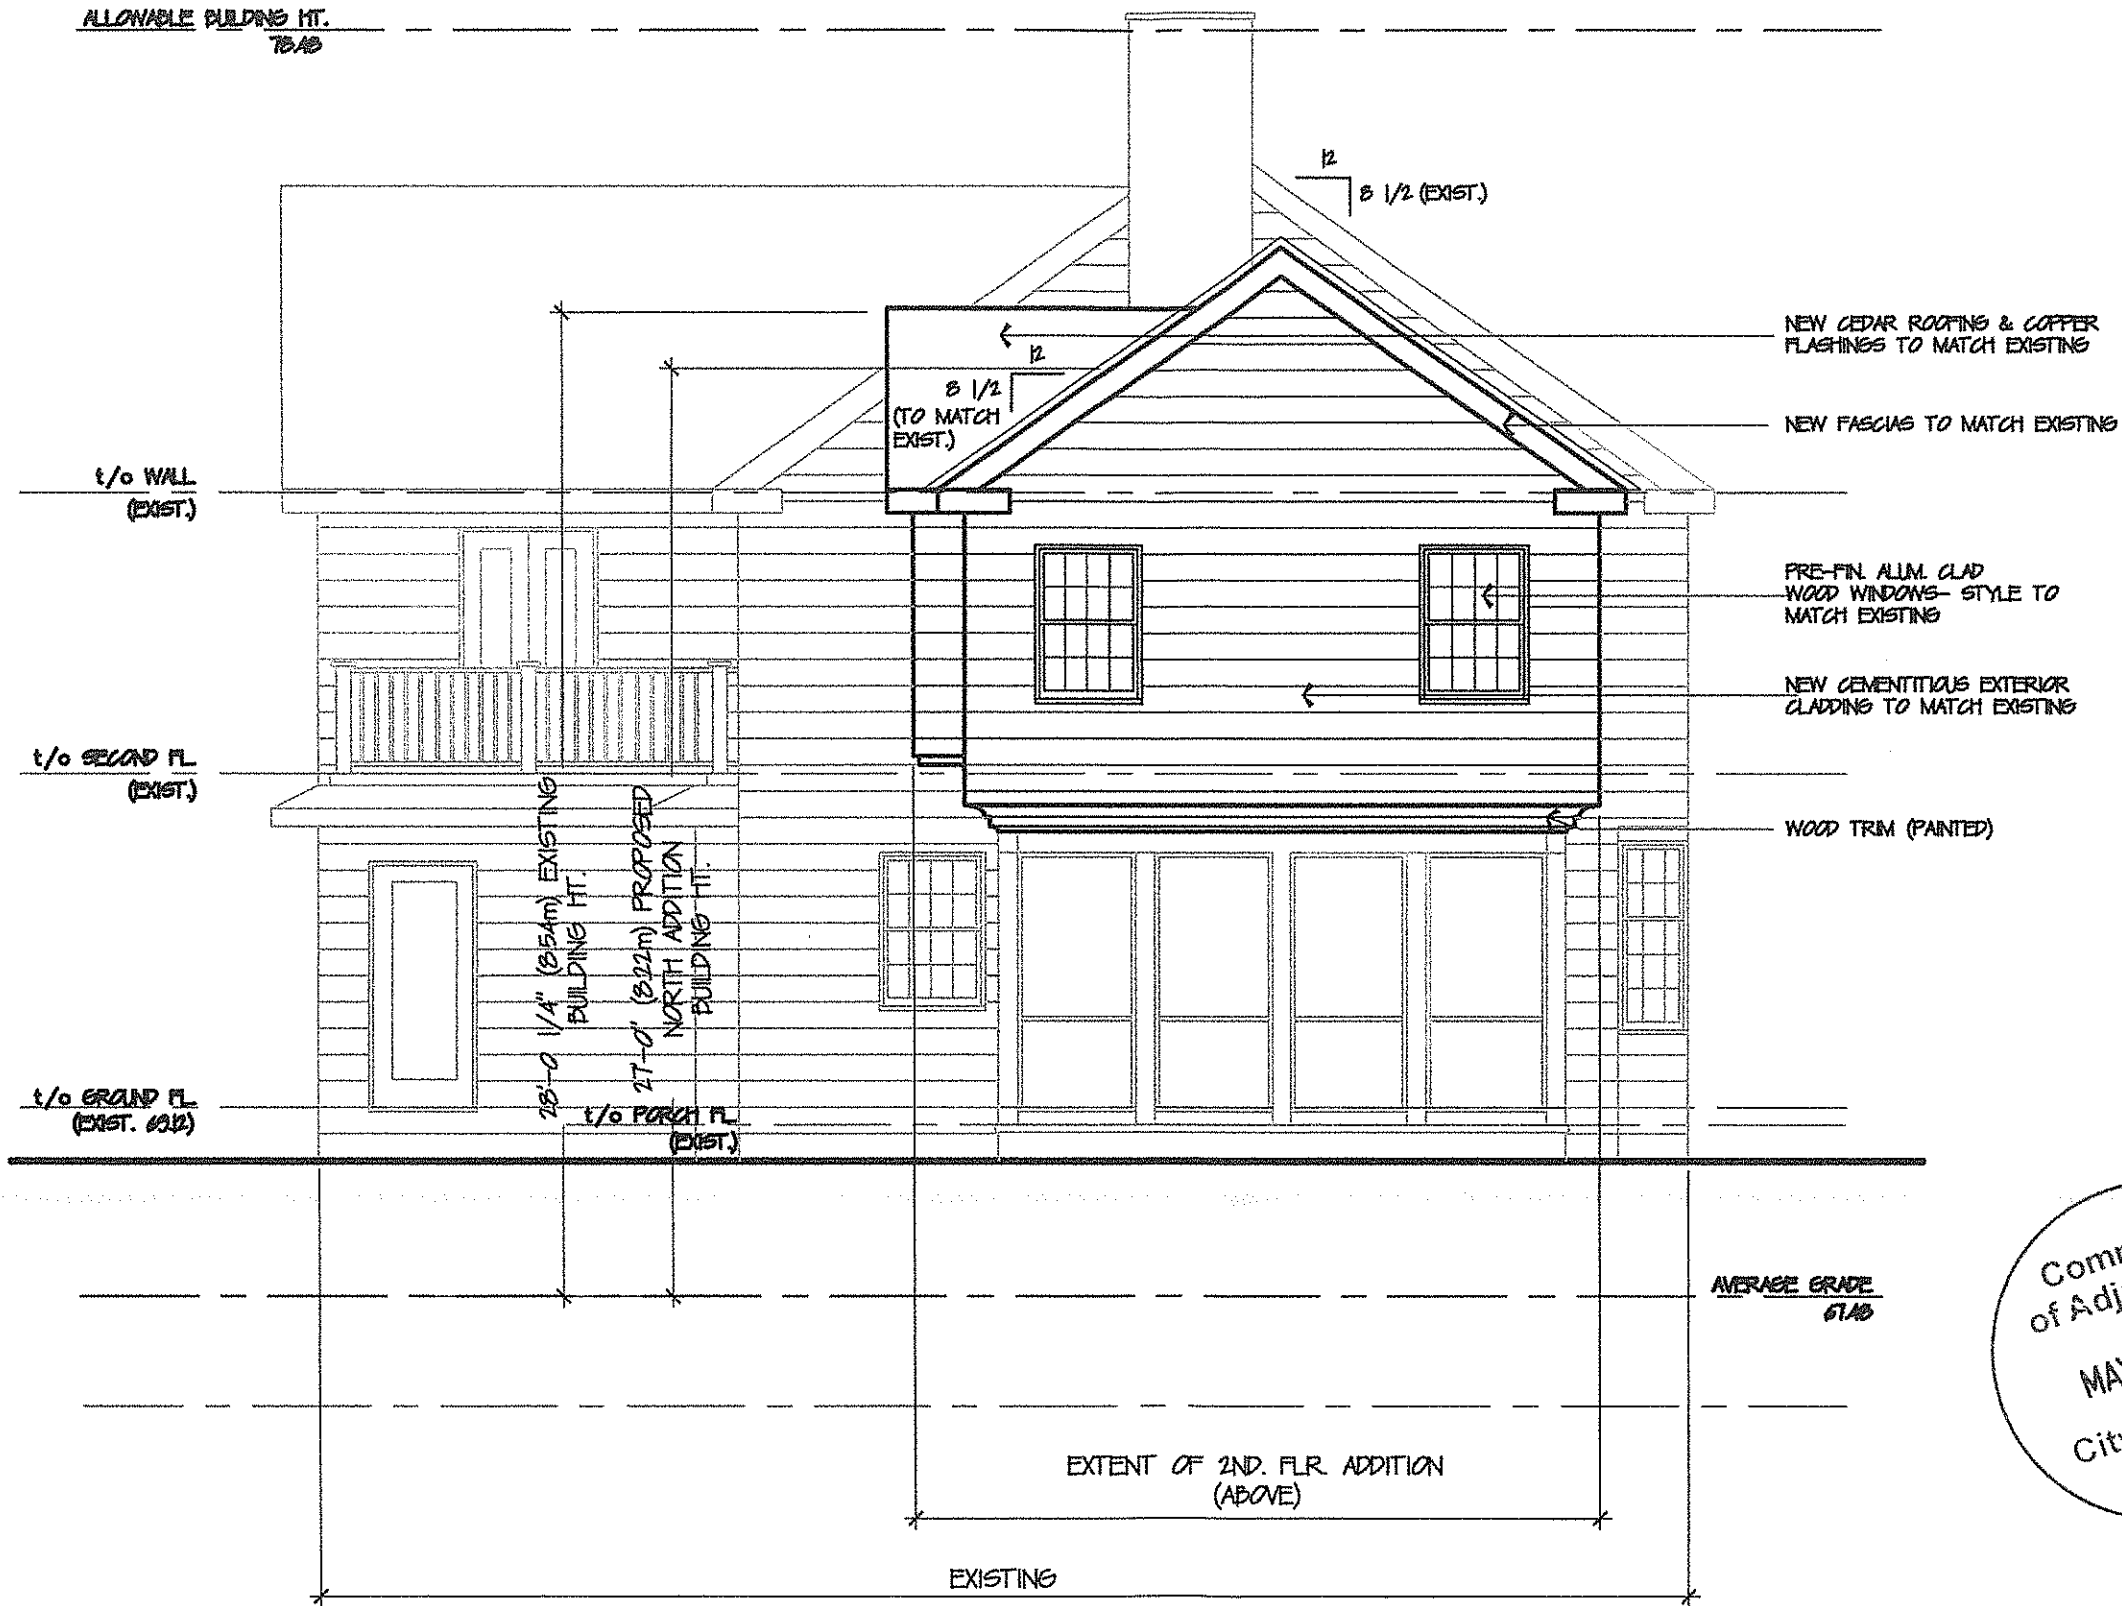 ALLOWABLE BUILDING HT.
78.48
12
8 1/2 (EXIST.)
NEW CEDAR ROOFING & COPPER
FLASHINGS TO MATCH EXISTING
12
8 1/2
(TO MATCH
EXIST.)
NEW FASCIAS TO MATCH EXISTING
t/o WALL
(EXIST.)
PRE-FIN. ALUM. CLAD
WOOD WINDOWS- STYLE TO
MATCH EXISTING
NEW CEMENTITIOUS EXTERIOR
CLADDING TO MATCH EXISTING
t/o SECOND FL.
(EXIST.)
28'-0 1/4" (8.54m) EXISTING
BUILDING HT.
27'-0" (8.22m) PROPOSED
NORTH ADDITION
BUILDING HT.
WOOD TRIM (PAINTED)
t/o GROUND FL.
(EXIST. 69.12)
t/o PORCH FL.
(EXIST.)
AVERAGE GRADE
67.48
EXTENT OF 2ND. FLR. ADDITION
(ABOVE)
EXISTING
of
MA